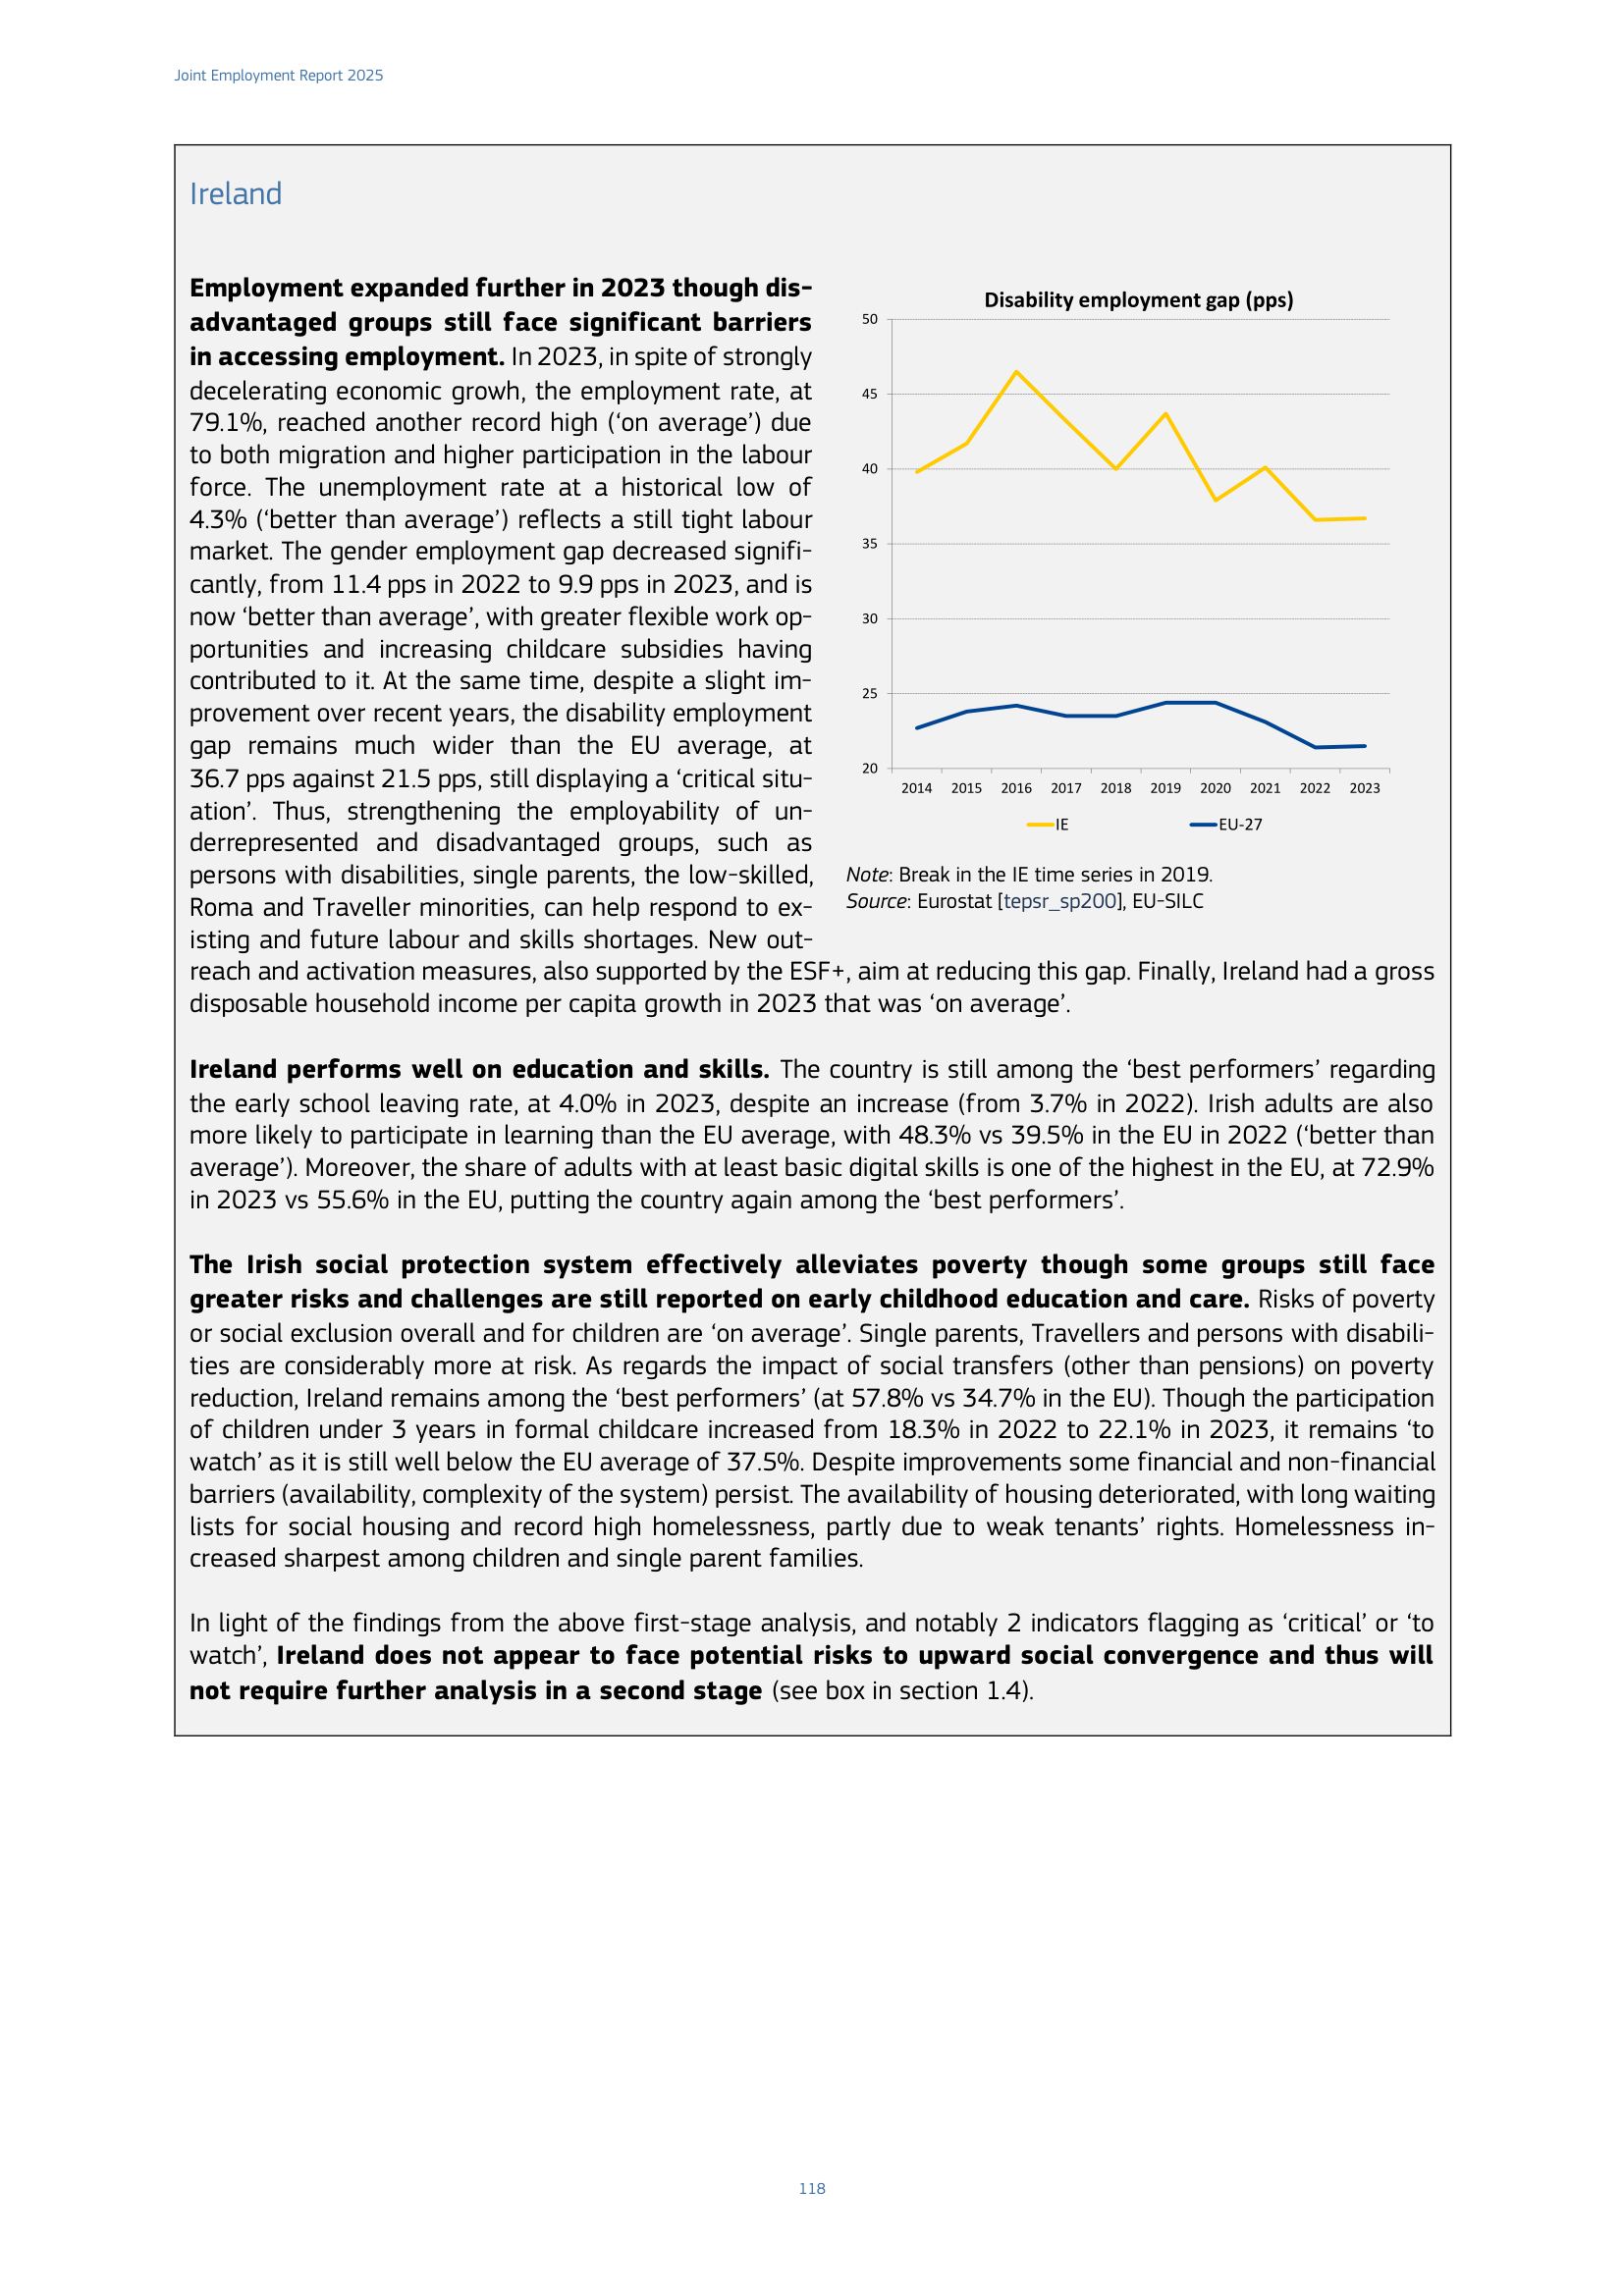 Joint Employment Report 2025
Ireland
Employment expanded further in 2023 though dis-
advantaged groups still face significant barriers
in accessing employment. In 2023, in spite of strongly
decelerating economic growth, the employment rate, at
79.1%, reached another record high (‘on average’) due
to both migration and higher participation in the labour
force. The unemployment rate at a historical low of
4.3% (‘better than average’) reflects a still tight labour
market. The gender employment gap decreased signifi-
cantly, from 11.4 pps in 2022 to 9.9 pps in 2023, and is
now ‘better than average’, with greater flexible work op-
portunities and increasing childcare subsidies having
contributed to it. At the same time, despite a slight im-
provement over recent years, the disability employment
gap remains much wider than the EU average, at
36.7 pps against 21.5 pps, still displaying a ‘critical situ-
ation’. Thus, strengthening the employability of un-
derrepresented and disadvantaged groups, such as
persons with disabilities, single parents, the low-skilled,
Roma and Traveller minorities, can help respond to ex-
isting and future labour and skills shortages. New out-
reach and activation measures, also supported by the ESF+, aim at reducing this gap. Finally, Ireland had a gross
disposable household income per capita growth in 2023 that was ‘on average’.
Disability employment gap (pps)
50
45
40
35
30
25
20
2014 2015 2016 2017 2018 2019 2020 2021 2022 2023
IE EU-27
Note: Break in the IE time series in 2019.
Source: Eurostat [tepsr_sp200], EU-SILC
Ireland performs well on education and skills. The country is still among the ‘best performers’ regarding
the early school leaving rate, at 4.0% in 2023, despite an increase (from 3.7% in 2022). Irish adults are also
more likely to participate in learning than the EU average, with 48.3% vs 39.5% in the EU in 2022 (‘better than
average’). Moreover, the share of adults with at least basic digital skills is one of the highest in the EU, at 72.9%
in 2023 vs 55.6% in the EU, putting the country again among the ‘best performers’.
The Irish social protection system effectively alleviates poverty though some groups still face
greater risks and challenges are still reported on early childhood education and care. Risks of poverty
or social exclusion overall and for children are ‘on average’. Single parents, Travellers and persons with disabili-
ties are considerably more at risk. As regards the impact of social transfers (other than pensions) on poverty
reduction, Ireland remains among the ‘best performers’ (at 57.8% vs 34.7% in the EU). Though the participation
of children under 3 years in formal childcare increased from 18.3% in 2022 to 22.1% in 2023, it remains ‘to
watch’ as it is still well below the EU average of 37.5%. Despite improvements some financial and non-financial
barriers (availability, complexity of the system) persist. The availability of housing deteriorated, with long waiting
lists for social housing and record high homelessness, partly due to weak tenants’ rights. Homelessness in-
creased sharpest among children and single parent families.
In light of the findings from the above first-stage analysis, and notably 2 indicators flagging as ‘critical’ or ‘to
watch’, Ireland does not appear to face potential risks to upward social convergence and thus will
not require further analysis in a second stage (see box in section 1.4).
118